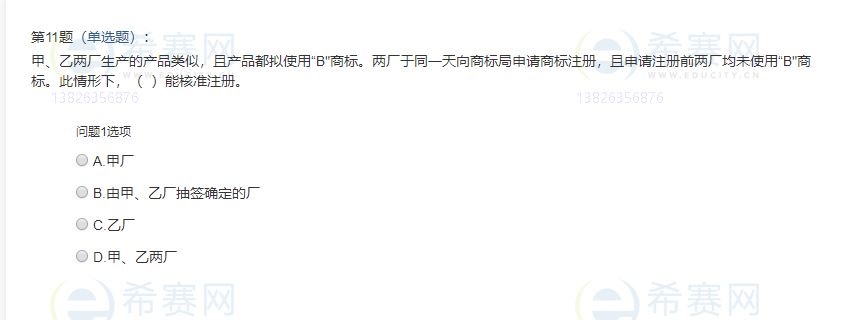 第11题（单选题）：
甲、乙两厂生产的产品类似，且产品都拟使用“B”商标。两厂于同一天向商标局申请商标注册，且申请注册前两厂均未使用“B”商
标。此情形下，（ ）能核准注册。
希赛网
WWW.EDUCITY.CN
13826356876
希赛网
WWW.EDUCITY.CN
13826356876
问题1选项
A.甲厂
B.由甲、乙厂抽签确定的厂
C.乙厂
D.甲、乙两厂
希赛网
希赛网